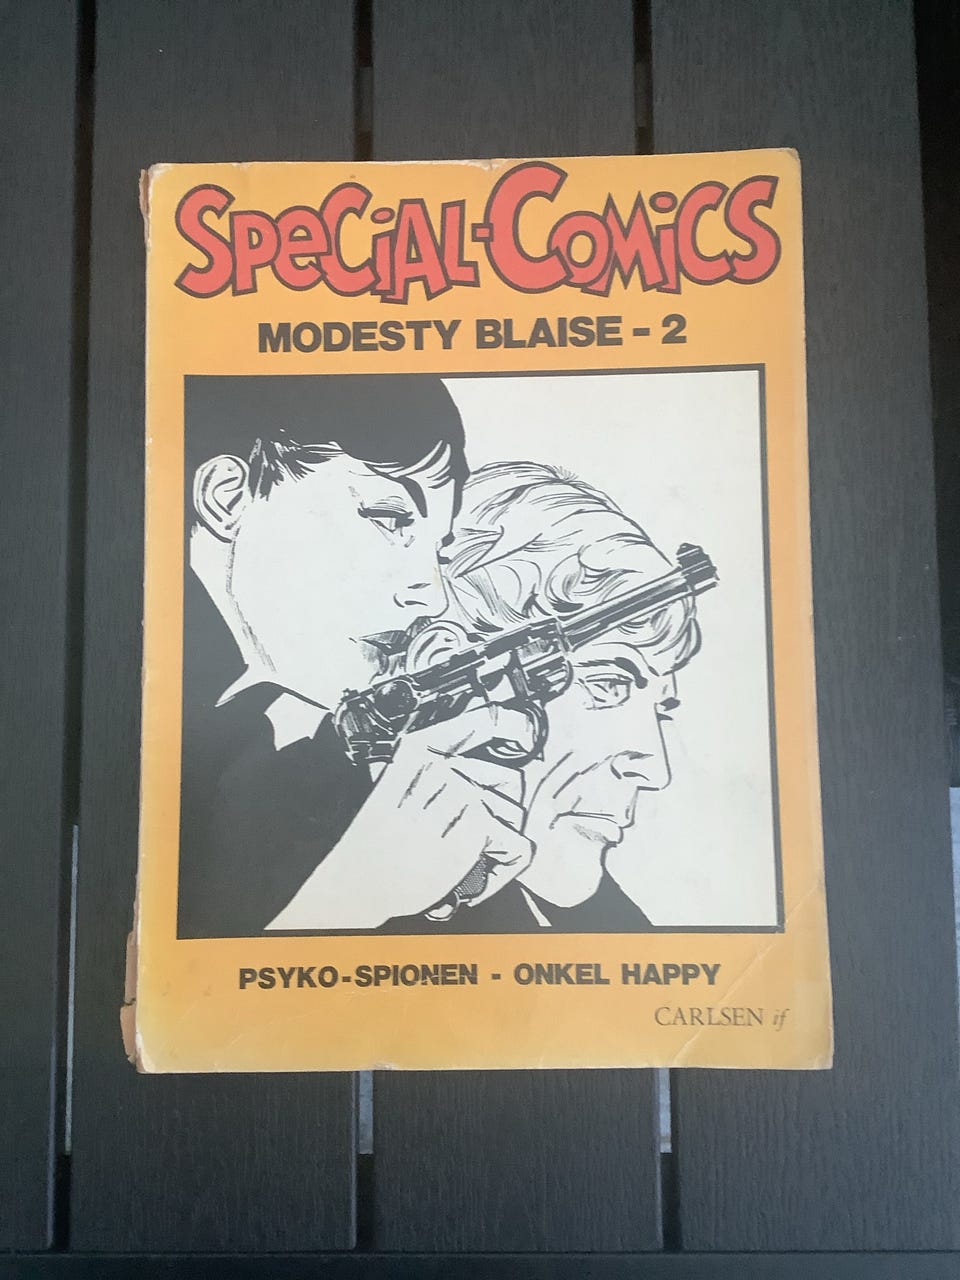 SPeCiAL-COMiCS
MODESTY BLAISE - 2
PSYKO-SPIONEN - ONKEL HAPPY
CARLSEN if